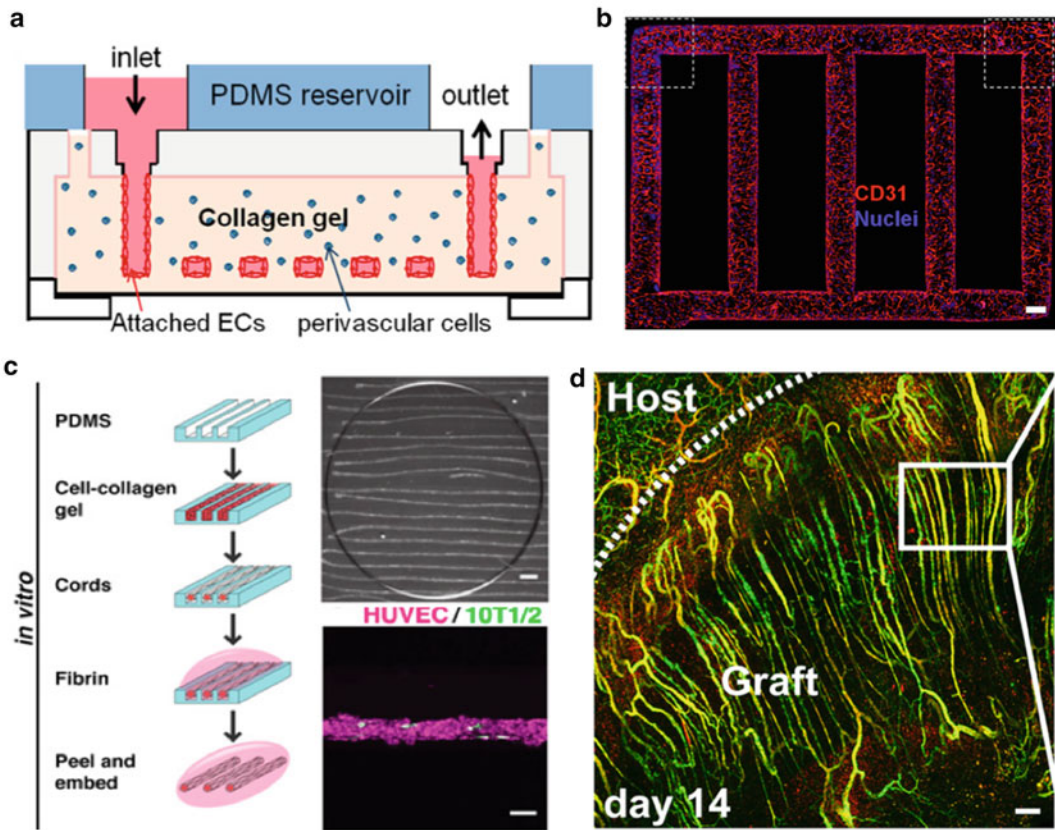 a
inlet
PDMS reservoir
outlet
Collagen gel
Attached ECs
perivascular cells
b
CD31
Nuclei
c
in vitro
PDMS
Cell-collagen
gel
Cords
Fibrin
Peel and
embed
HUVEC/10T1/2
d
Host
Graft
day 14